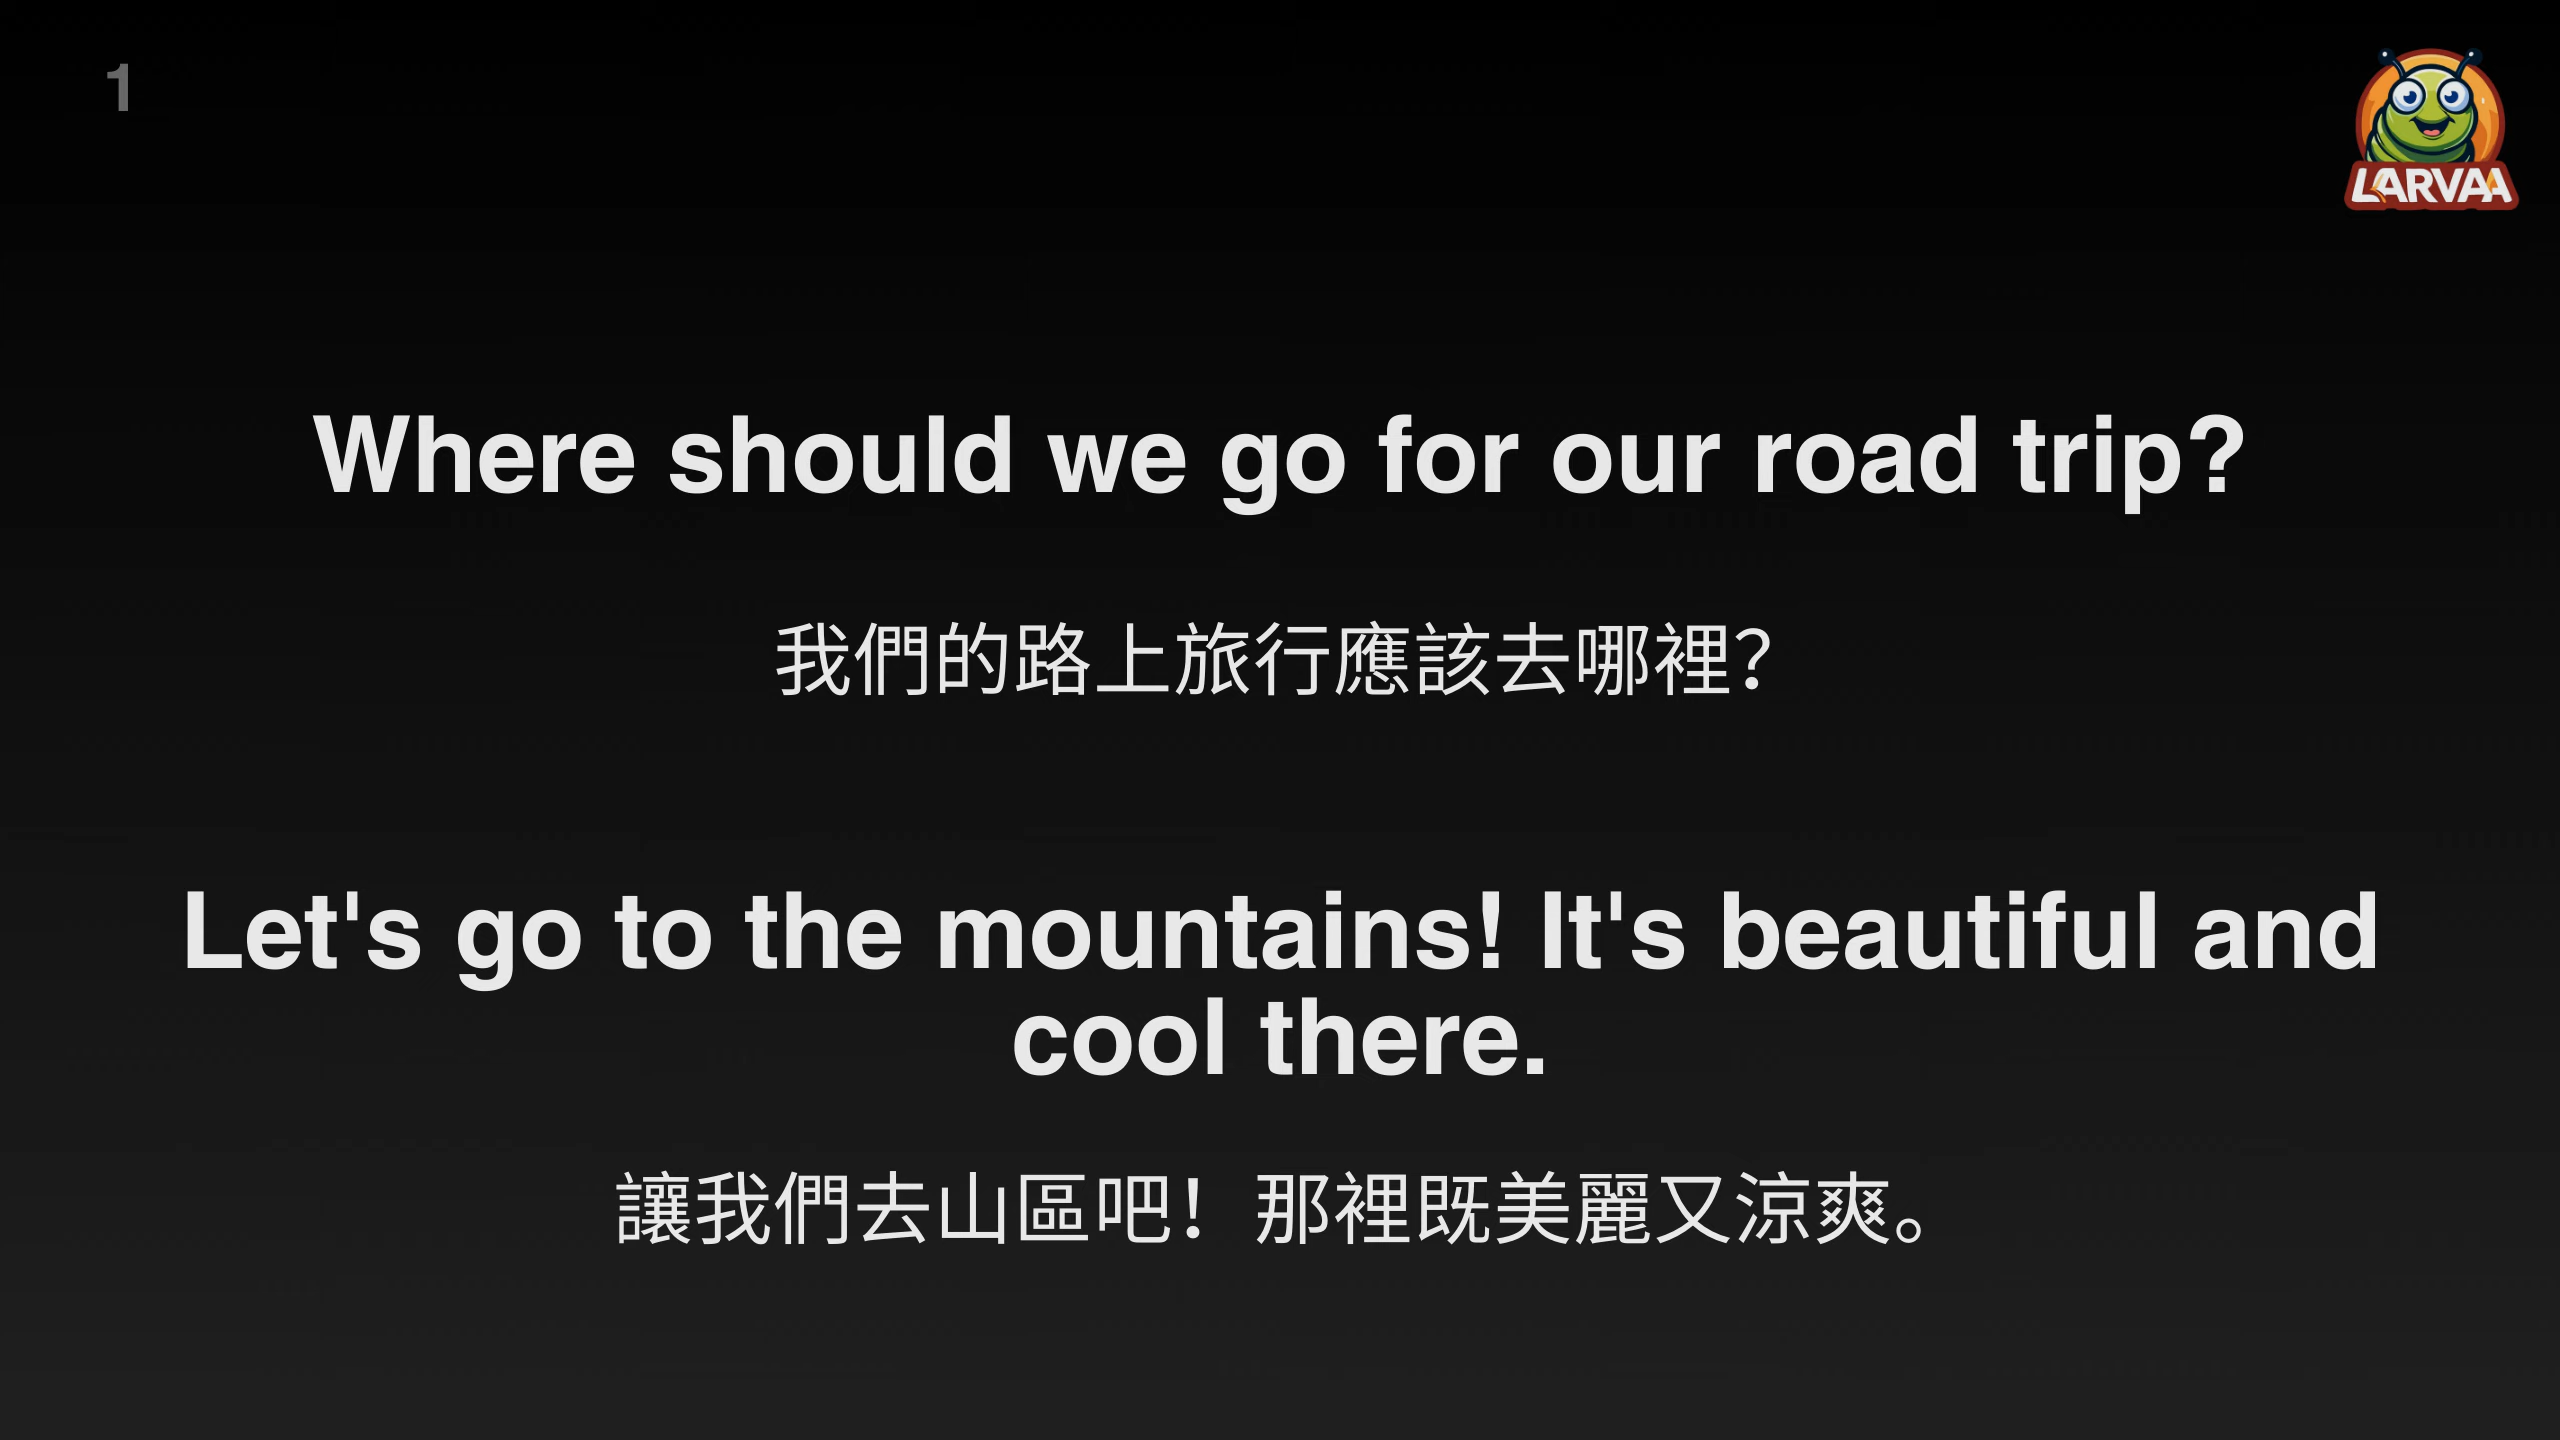 1
LARVAA
Where should we go for our road trip?
我們的路上旅行應該去哪裡？
Let's go to the mountains! It's beautiful and
cool there.
讓我們去山區吧！那裡既美麗又涼爽。